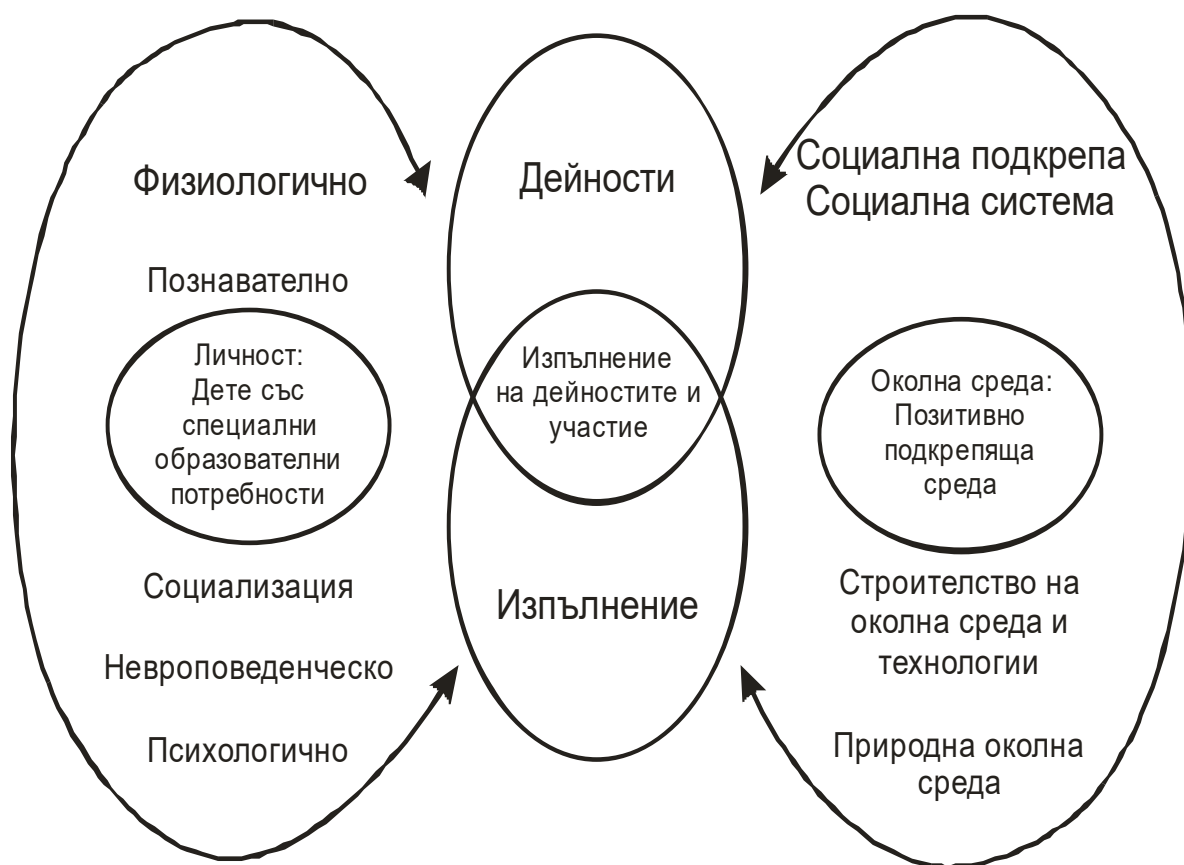 Физиологично
Познавателно
Личност:
Дете със
специални
образователни
потребности
Социализация
Невроповеденческо
Психологично
Дейности
Изпълнение
на дейностите и
участие
Изпълнение
Социална подкрепа
Социална система
Околна среда:
Позитивно
подкрепяща
среда
Строителство на
околна среда и
технологии
Природна околна
среда